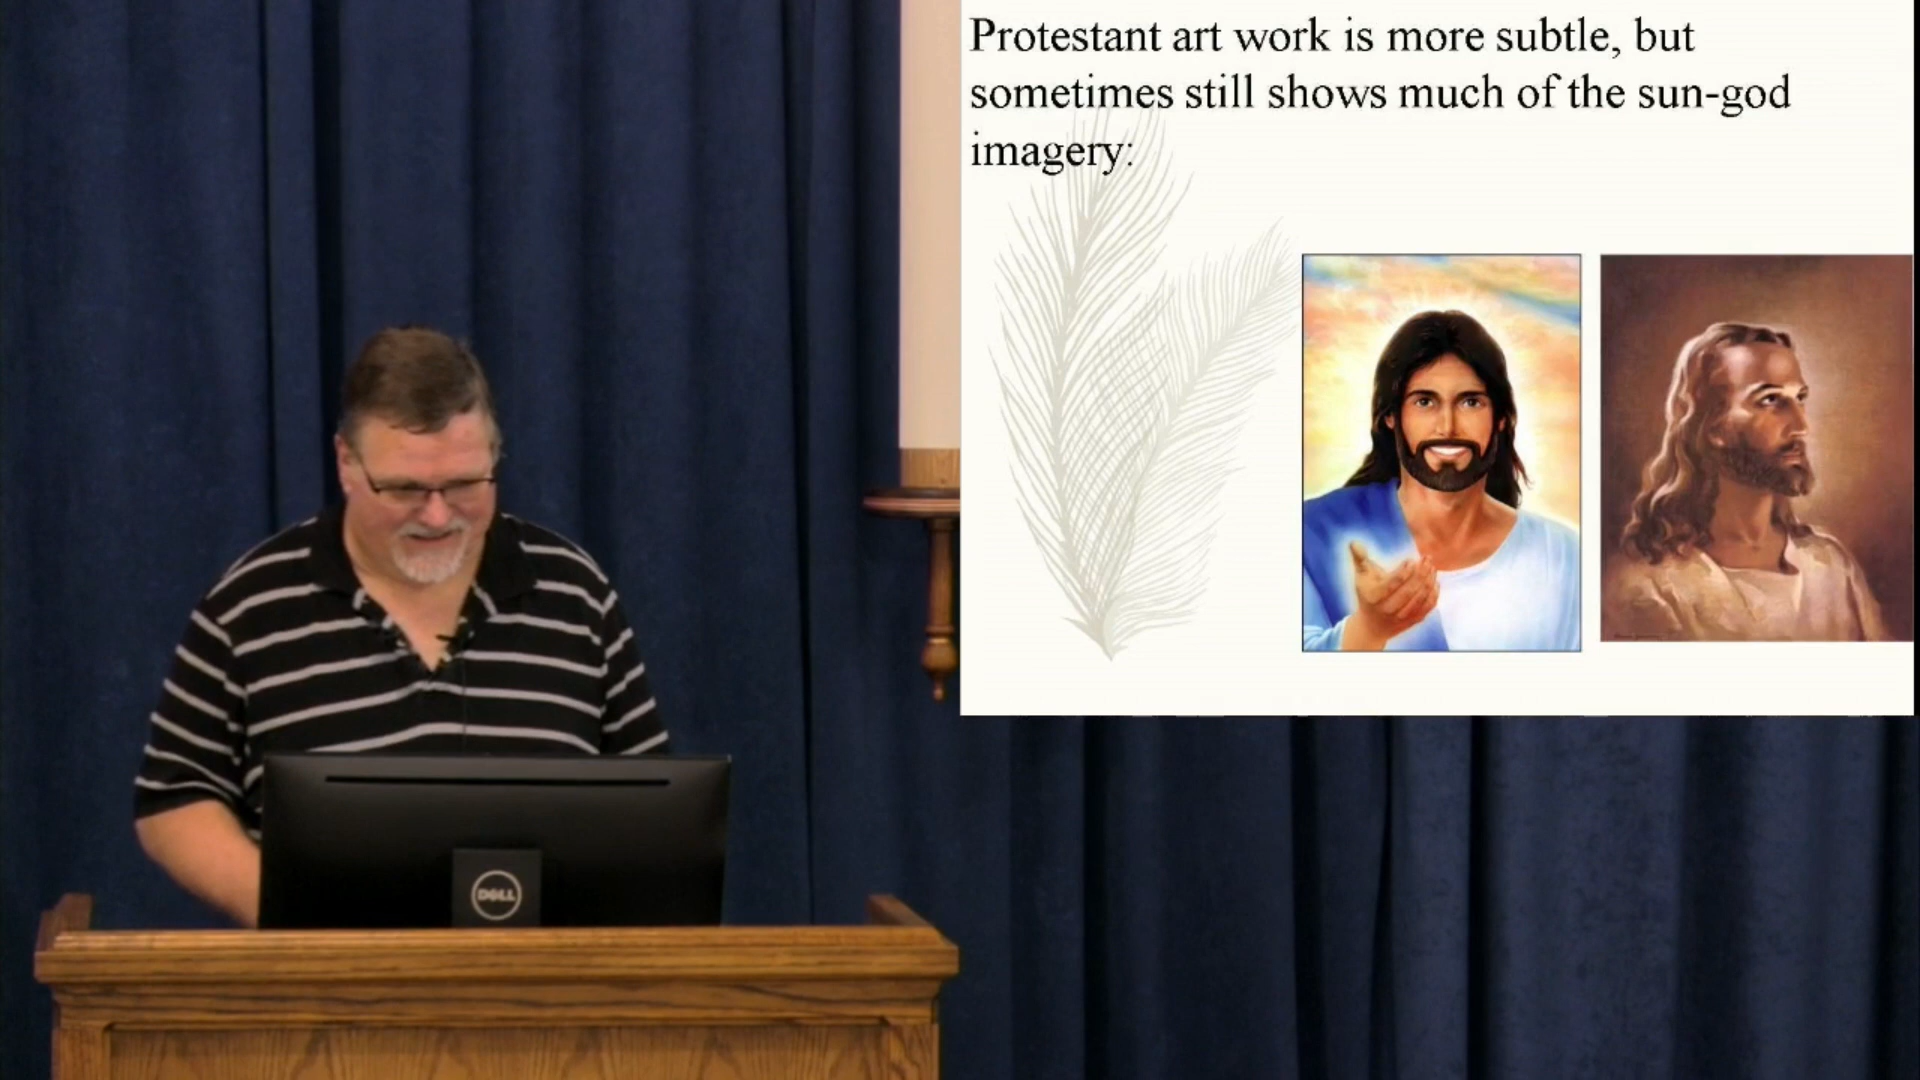 Protestant art work is more subtle, but
sometimes still shows much of the sun-god
imagery:
DELL